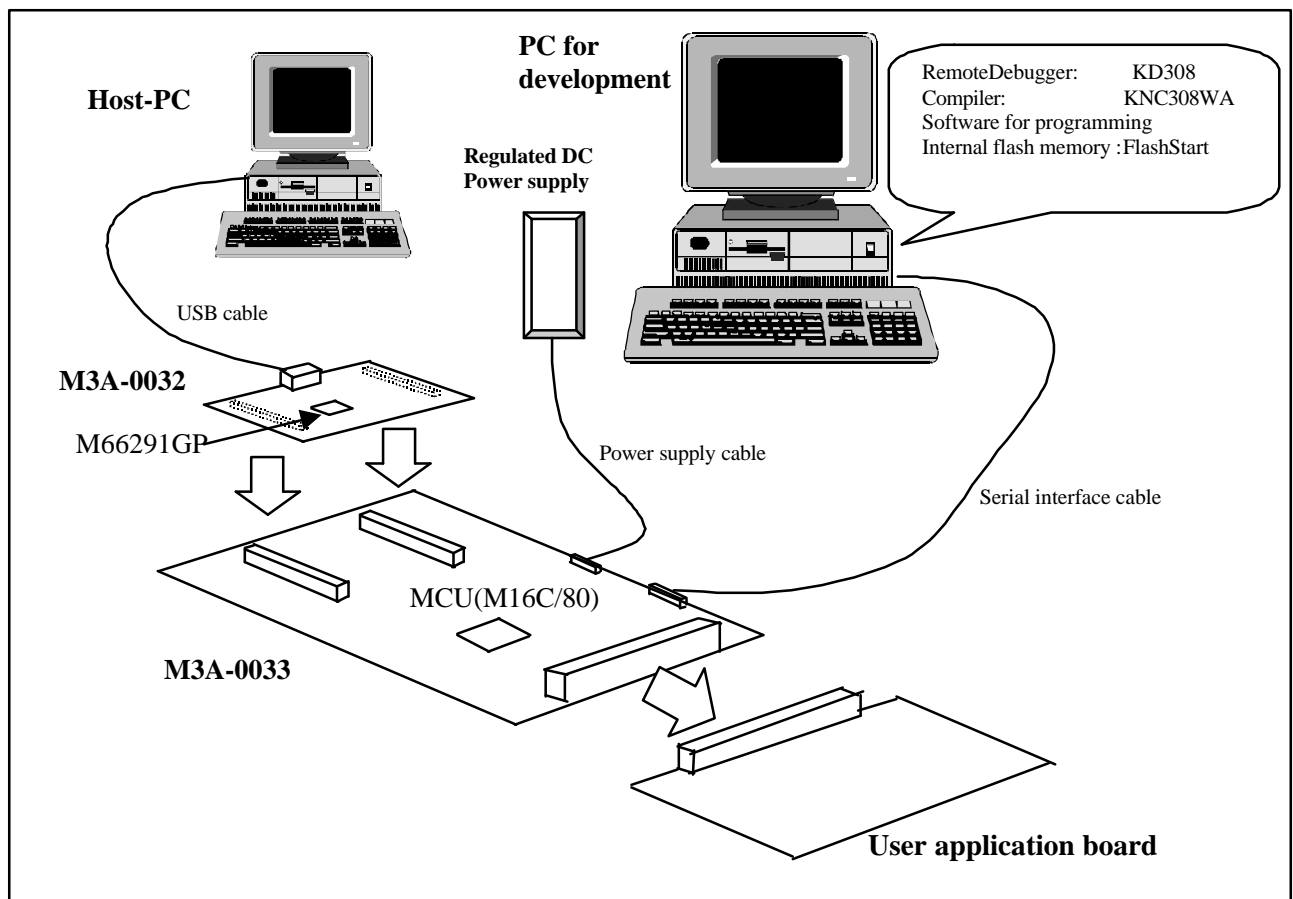 Host-PC
PC for
development
RemoteDebugger: KD308
Compiler: KNC308WA
Software for programming
Internal flash memory :FlashStart
Regulated DC
Power supply
USB cable
M3A-0032
M66291GP
Power supply cable
Serial interface cable
MCU(M16C/80)
M3A-0033
User application board